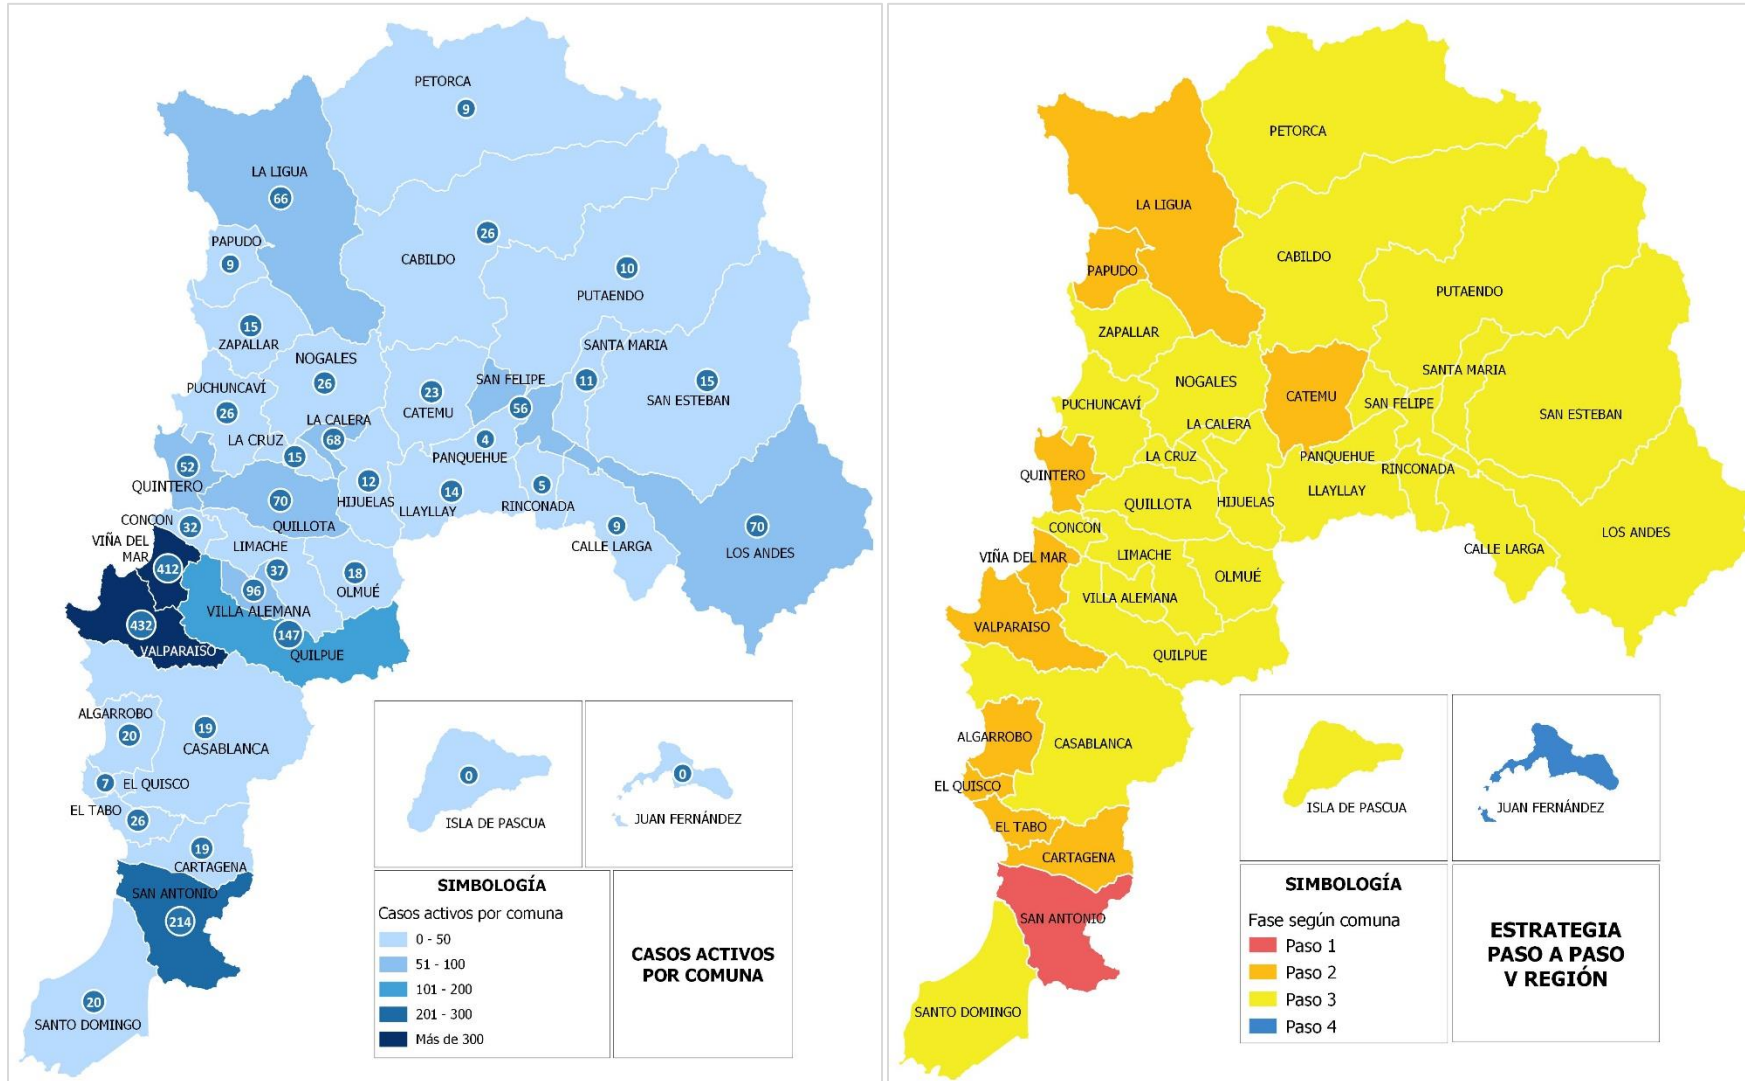 PETORCA
9
LA LIGUA
66
PAPUDO
9
26
CABILDO
10
PUTAENDO
15
ZAPALLAR
SANTA MARIA
NOGALES
26
SAN FELIPE
11
15
SAN ESTEBAN
PUCHUNCAVÍ
26
23
CATEMU
56
LA CALERA
68
LA CRUZ
15
4
PANQUEHUE
52
QUINTERO
70
QUILLOTA
12
HIJUELAS
14
LLAYLLAY
5
RINCONADA
CONCON
32
9
CALLE LARGA
70
LOS ANDES
VIÑA DEL
MAR
412
LIMACHE
37
18
OLMUÉ
96
VILLA ALEMANA
432
VALPARAISO
147
QUILPUE
ALGARROBO
20
19
CASABLANCA
7
EL QUISCO
EL TABO
26
19
CARTAGENA
SAN ANTONIO
214
20
SANTO DOMINGO
0
ISLA DE PASCUA
0
JUAN FERNÁNDEZ
SIMBOLOGÍA
Casos activos por comuna
0 - 50
51 - 100
101 - 200
201 - 300
Más de 300
CASOS ACTIVOS
POR COMUNA
PETORCA
LA LIGUA
PAPUDO
CABILDO
PUTAENDO
ZAPALLAR
SANTA MARIA
NOGALES
CATEMU
SAN FELIPE
SAN ESTEBAN
PUCHUNCAVÍ
LA CALERA
LA CRUZ
PANQUEHUE
RINCONADA
QUINTERO
QUILLOTA
HIJUELAS
LLAYLLAY
CONCON
LOS ANDES
CALLE LARGA
VIÑA DEL MAR
LIMACHE
OLMUÉ
VILLA ALEMANA
VALPARAISO
QUILPUE
ALGARROBO
CASABLANCA
EL QUISCO
EL TABO
CARTAGENA
SAN ANTONIO
SANTO DOMINGO
ISLA DE PASCUA
JUAN FERNÁNDEZ
SIMBOLOGÍA
Fase según comuna
Paso 1
Paso 2
Paso 3
Paso 4
ESTRATEGIA
PASO A PASO
V REGIÓN